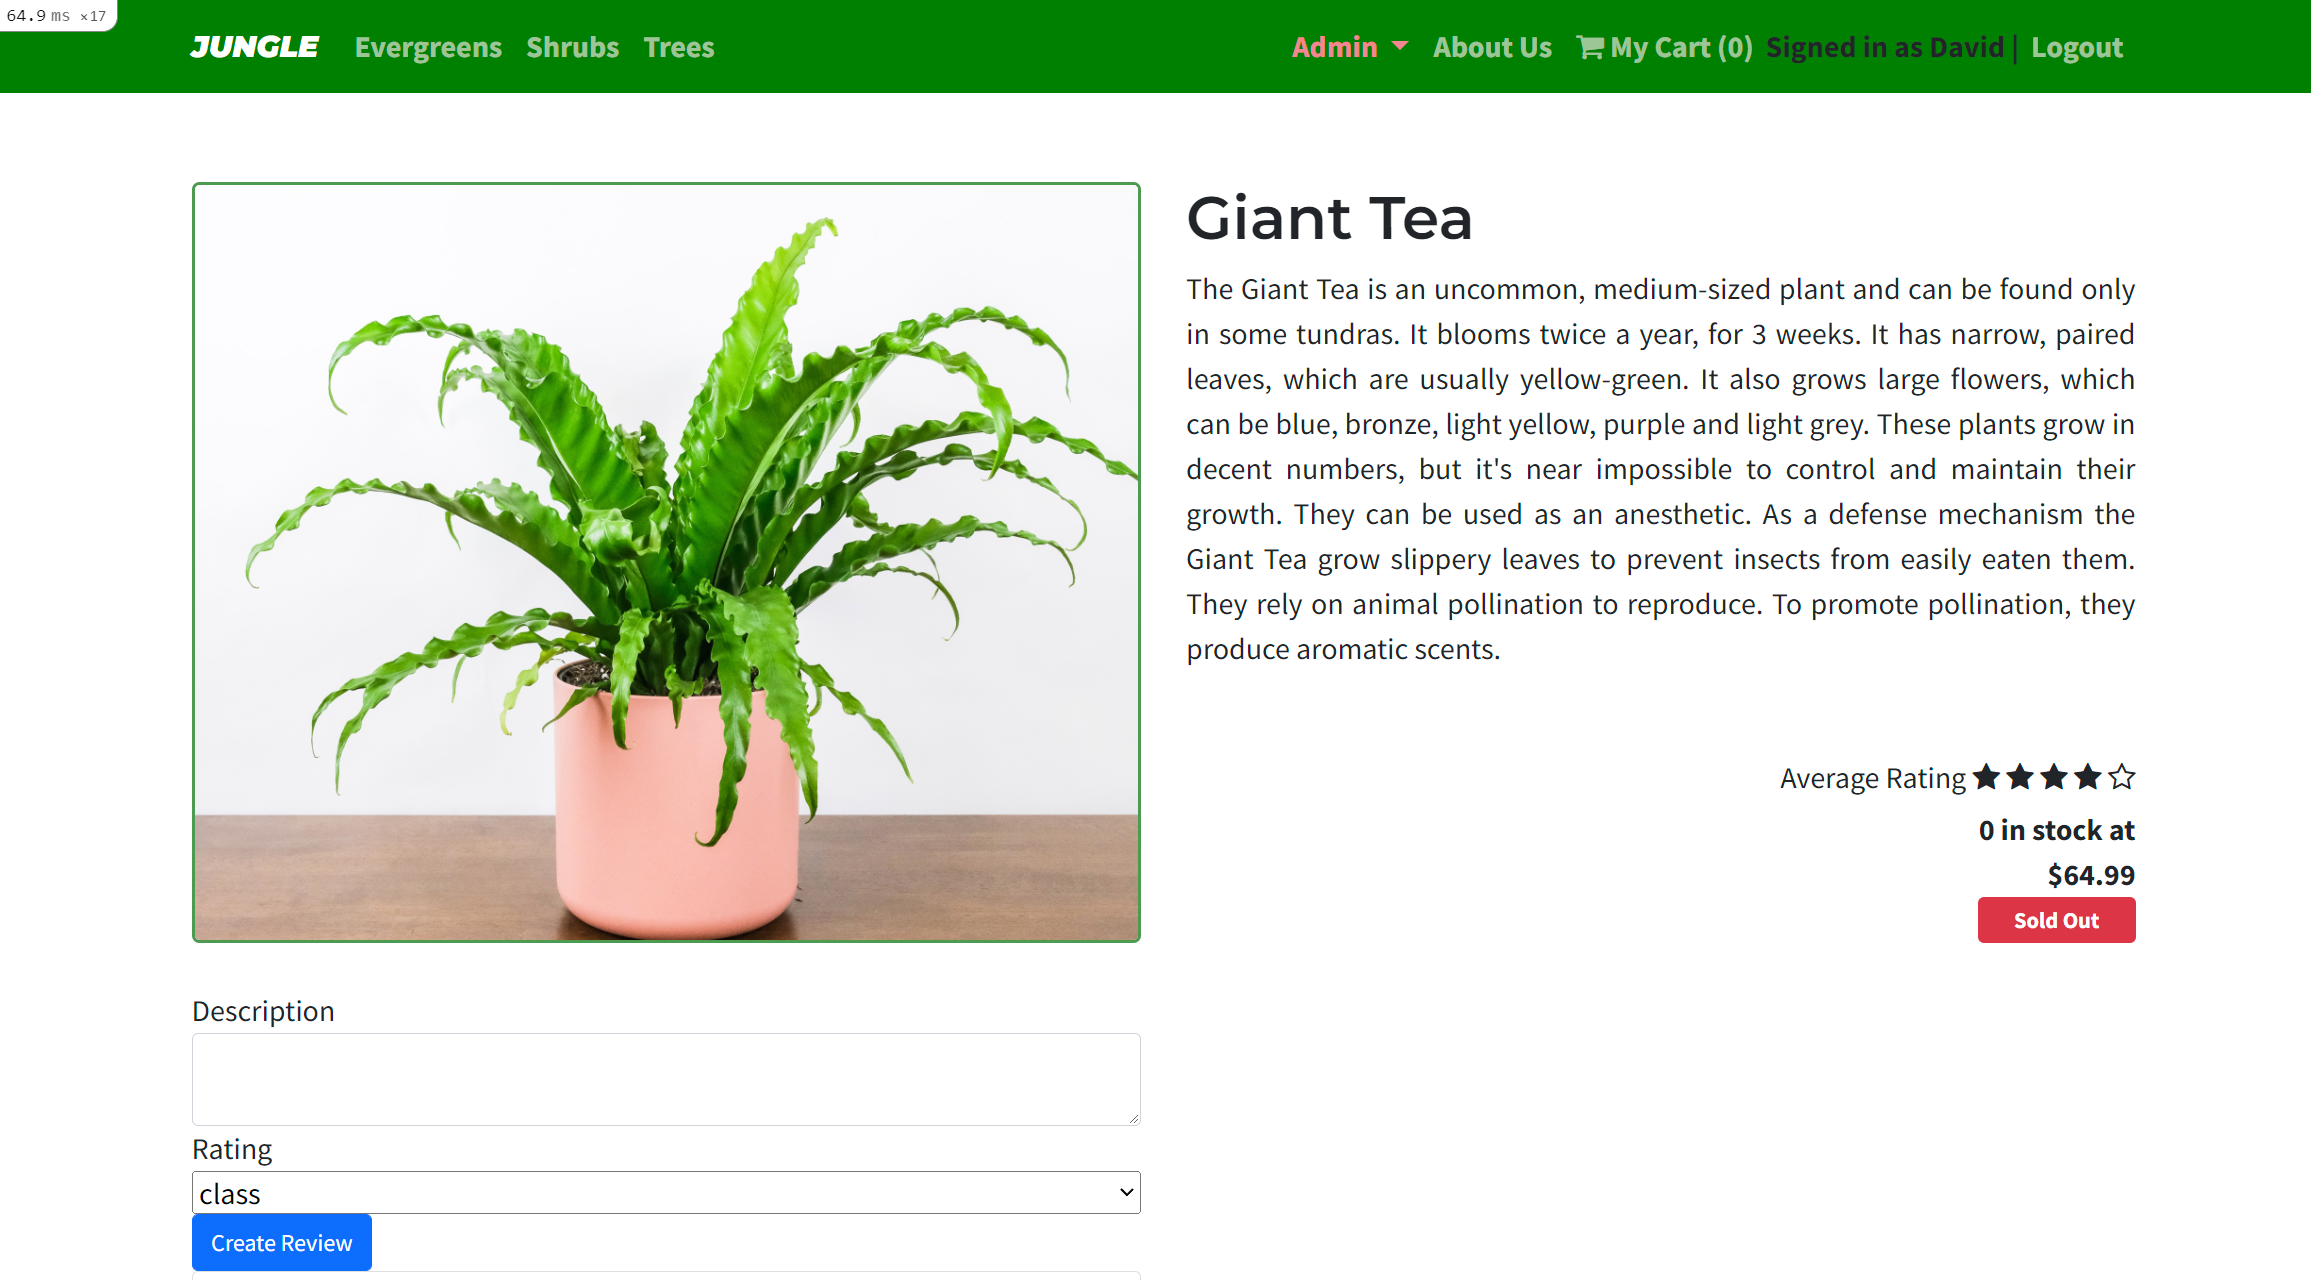 64.9 ms ×17
JUNGLE Evergreens Shrubs Trees Admin About Us My Cart (0) Signed in as David | Logout
Giant Tea
The Giant Tea is an uncommon, medium-sized plant and can be found only
in some tundras. It blooms twice a year, for 3 weeks. It has narrow, paired
leaves, which are usually yellow-green. It also grows large flowers, which
can be blue, bronze, light yellow, purple and light grey. These plants grow in
decent numbers, but it's near impossible to control and maintain their
growth. They can be used as an anesthetic. As a defense mechanism the
Giant Tea grow slippery leaves to prevent insects from easily eaten them.
They rely on animal pollination to reproduce. To promote pollination, they
produce aromatic scents.
Average Rating
0 in stock at
$64.99
Sold Out
Description
Rating
class
Create Review